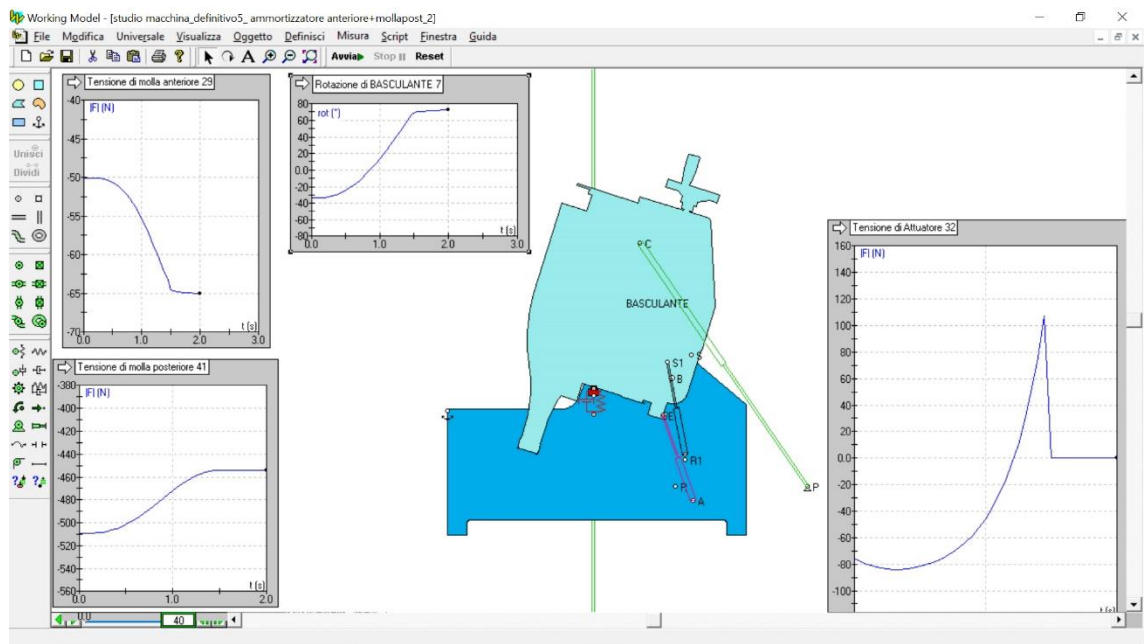 Working Model - [studio macchina_definitivo5_ ammortizzatore anteriore+mollapost_2]
File Modifica Universale Visualizza Oggetto Definisci Misura Script Finestra Guida
Avvia Stop II Reset
Unisci
Dividi
Tensione di molla anteriore 29
|F| (N)
-40
-45
-50
-55
-60
-65
-70
0.0 1.0 2.0 3.0
t (s)
Rotazione di BASCULANTE 7
rot (°)
80
60
40
20
0.0
-20
-40
-60
-80
0.0 1.0 2.0 3.0
t (s)
Tensione di molla posteriore 41
|F| (N)
-380
-400
-420
-440
-460
-480
-500
-520
-540
-560
0.0 1.0 2.0
t (s)
C
BASCULANTE
S1
S
B
E
R1
P
A
P
Tensione di Attuatore 32
|F| (N)
160
140
120
100
80
60
40
20
0.0
-20
-40
-60
-80
-100
t (s)
0.0
40